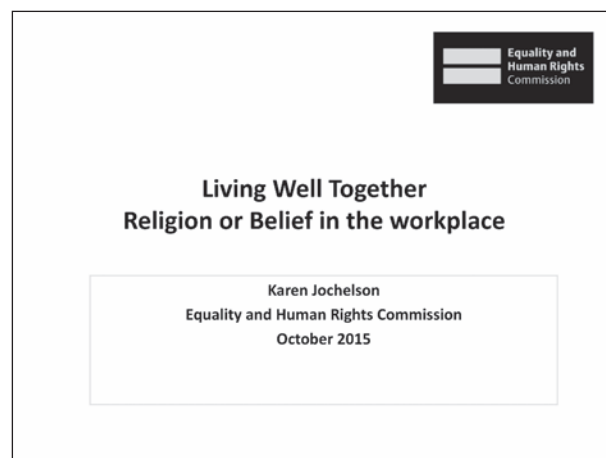 Equality and
Human Rights
Commission
Living Well Together
Religion or Belief in the workplace
Karen Jochelson
Equality and Human Rights Commission
October 2015